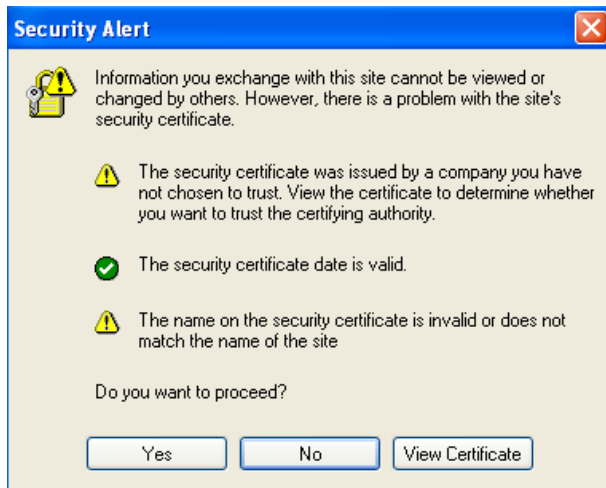 Security Alert
Information you exchange with this site cannot be viewed or
changed by others. However, there is a problem with the site's
security certificate.
The security certificate was issued by a company you have
not chosen to trust. View the certificate to determine whether
you want to trust the certifying authority.
The security certificate date is valid.
The name on the security certificate is invalid or does not
match the name of the site
Do you want to proceed?
Yes
No
View Certificate